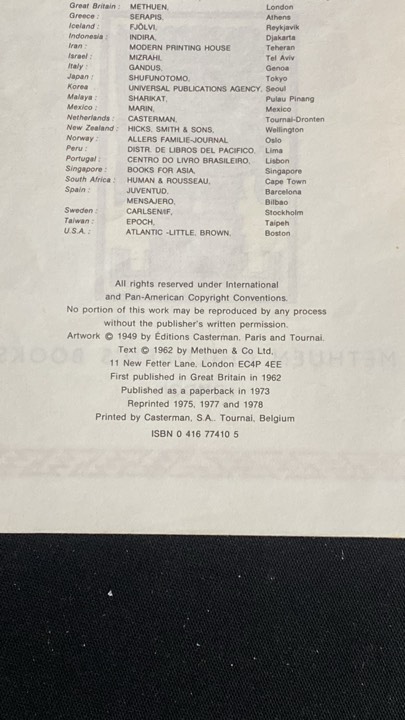 Great Britain : METHUEN, London
Greece : SERAPIS, Athens
Iceland : FJÖLVI, Reykjavik
Indonesia : INDIRA, Djakarta
Iran : MODERN PRINTING HOUSE Teheran
Israel : MIZRAHI, Tel Aviv
Italy : GANDUS, Genoa
Japan : SHUFUNOTOMO, Tokyo
Korea UNIVERSAL PUBLICATIONS AGENCY, Seoul
Malaya : SHARIKAT, Pulau Pinang
Mexico : MARIN, Mexico
Netherlands : CASTERMAN, Tournai-Dronten
New Zealand : HICKS, SMITH & SONS, Wellington
Norway : ALLERS FAMILIE-JOURNAL Oslo
Peru : DISTR. DE LIBROS DEL PACIFICO, Lima
Portugal : CENTRO DO LIVRO BRASILEIRO, Lisbon
Singapore : BOOKS FOR ASIA, Singapore
South Africa : HUMAN & ROUSSEAU, Cape Town
Spain : JUVENTUD, Barcelona
MENSAJERO, Bilbao
Sweden : CARLSEN/IF, Stockholm
Taiwan : EPOCH, Taipeh
U.S.A. : ATLANTIC -LITTLE, BROWN, Boston
All rights reserved under International
and Pan-American Copyright Conventions.
No portion of this work may be reproduced by any process
without the publisher's written permission.
Artwork © 1949 by Éditions Casterman, Paris and Tournai.
Text © 1962 by Methuen & Co Ltd,
11 New Fetter Lane, London EC4P 4EE
First published in Great Britain in 1962
Published as a paperback in 1973
Reprinted 1975, 1977 and 1978
Printed by Casterman, S.A., Tournai, Belgium
ISBN 0 416 77410 5